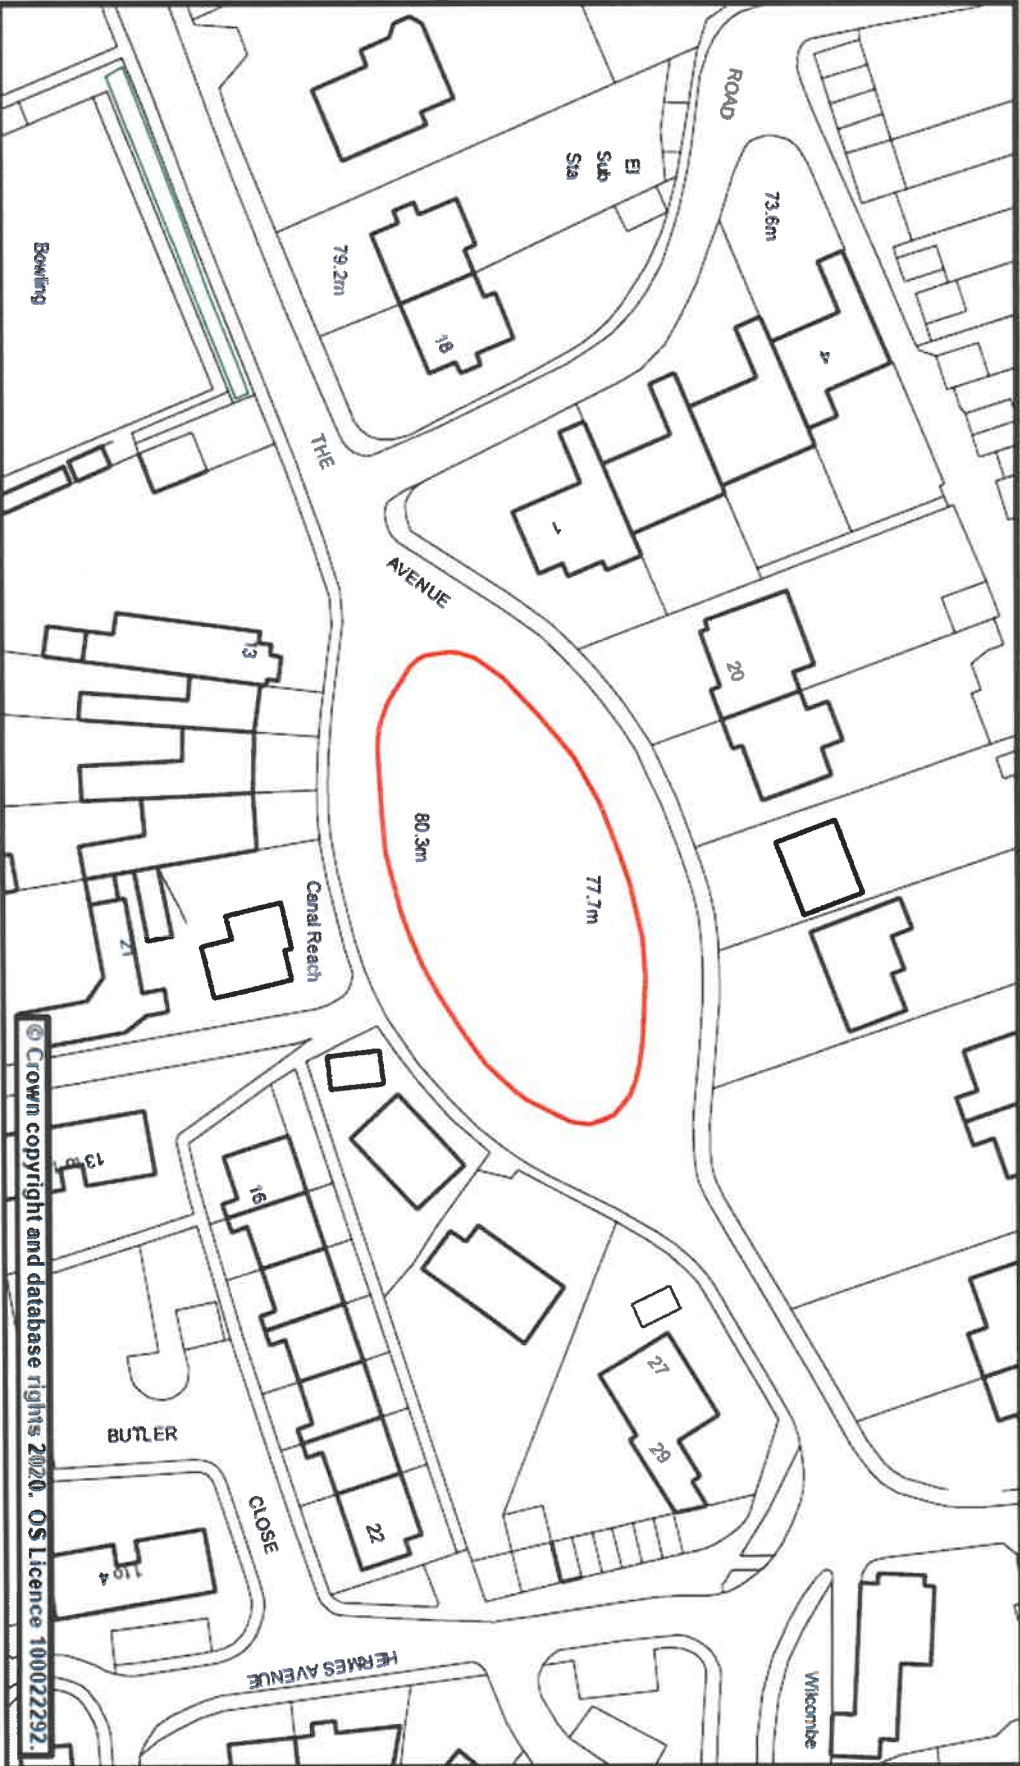 ROAD
El
Sub
Sta
73.6m
79.2m
18
4
Bowling
THE
1
AVENUE
13
20
80.3m
77.7m
Canal Reach
21
16
27
29
22
BUTLER
CLOSE
HERMES AVENUE
Wilcombe
4
© Crown copyright and database rights 2020. OS Licence 100022292.